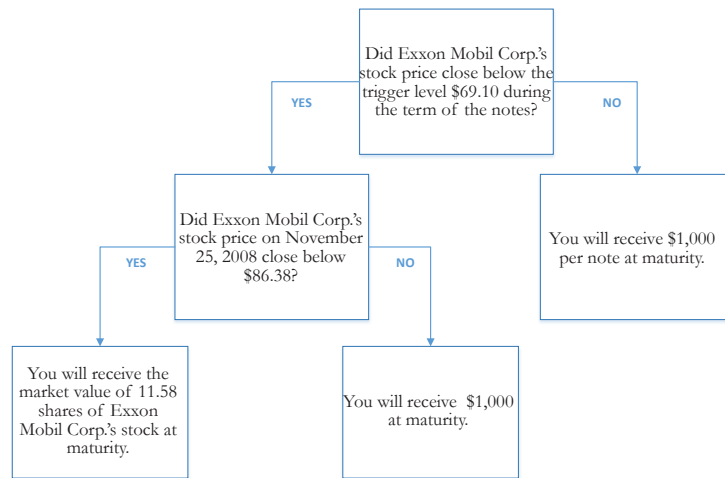 Did Exxon Mobil Corp.'s
stock price close below the
trigger level $69.10 during
the term of the notes?
YES
NO
Did Exxon Mobil Corp.'s
stock price on November
25, 2008 close below
$86.38?
You will receive $1,000
per note at maturity.
YES
NO
You will receive the
market value of 11.58
shares of Exxon
Mobil Corp.'s stock at
maturity.
You will receive $1,000
at maturity.